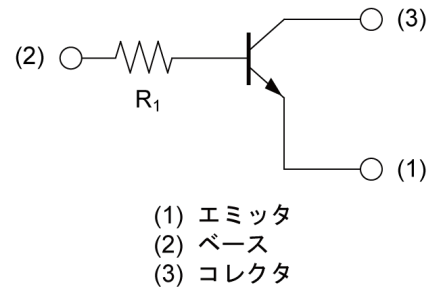 (3)
(2)
R₁
(1)
(1) エミッタ
(2) ベース
(3) コレクタ